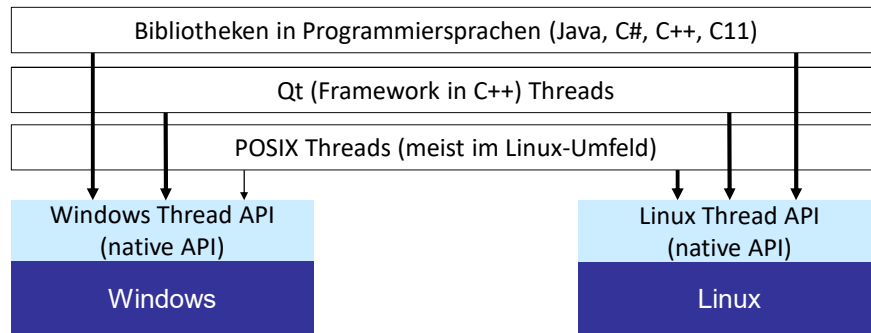 Bibliotheken in Programmiersprachen (Java, C#, C++, C11)
Qt (Framework in C++) Threads
POSIX Threads (meist im Linux-Umfeld)
Windows Thread API
(native API)
Windows
Linux Thread API
(native API)
Linux